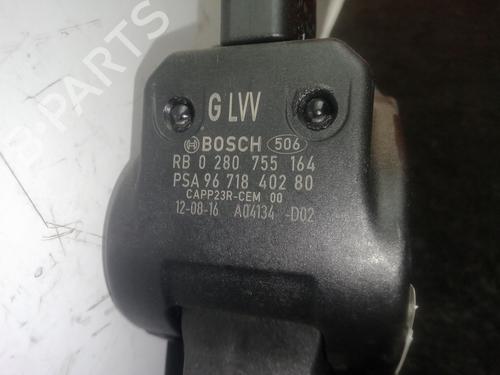 G LVV
BOSCH 506
RB 0 280 755 164
PSA 96 718 402 80
CAPP23R-CEM 00
12-08-16 A04134 -D02
B-PARTS